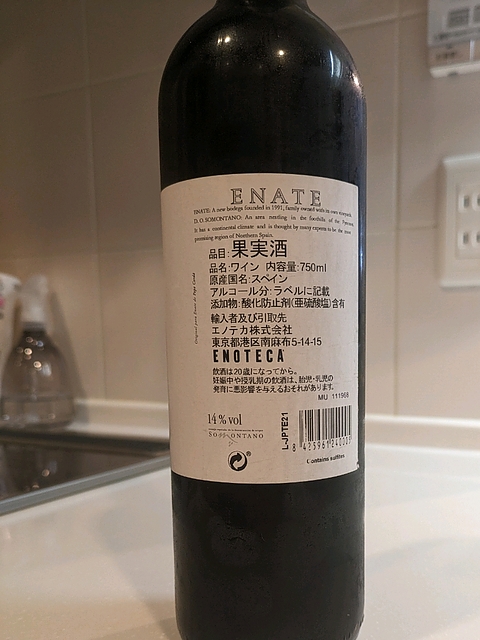 ENATE
ENATE: A new bodega founded in 1991, family owned with its own vineyards.
D. O. SOMONTANO: An area nestling in the foothills of the Pyrenees.
It has a continental climate and is thought by many experts to be the most
promising region of Northern Spain.
品目:果実酒
品名:ワイン 内容量:750ml
原産国名:スペイン
アルコール分:ラベルに記載
添加物:酸化防止剤(亜硫酸塩)含有
輸入者及び引取先
エノテカ株式会社
東京都港区南麻布5-14-15
ENOTECA
飲酒は20歳になってから。
妊娠中や授乳期の飲酒は、胎児・乳児の
発育に悪影響を与えるおそれがあります。
MU 111968
14 % vol
SOMONTANO
L-JPTE21
Contains sulfites